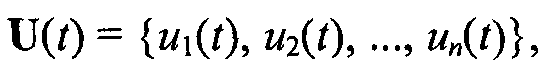 U(t) = {u₁(t), u₂(t), ..., uₙ(t)},